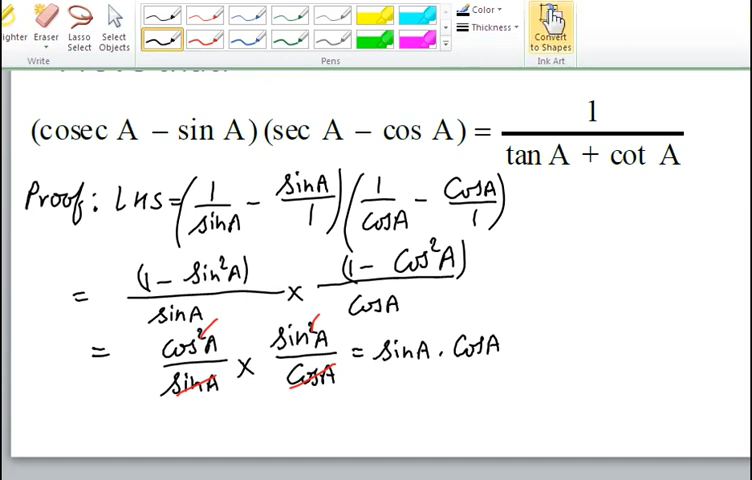 ighter Eraser Lasso Select Select Objects Color Thickness Convert to Shapes
Write Pens Ink Art
(cosec A − sin A) (sec A − cos A) = 1 / (tan A + cot A)
Proof: LHS = (1/sinA − sinA/1) (1/cosA − cosA/1)
= (1 − sin²A)/sinA × (1 − cos²A)/cosA
= cos²A/sinA × sin²A/cosA = sinA . cosA